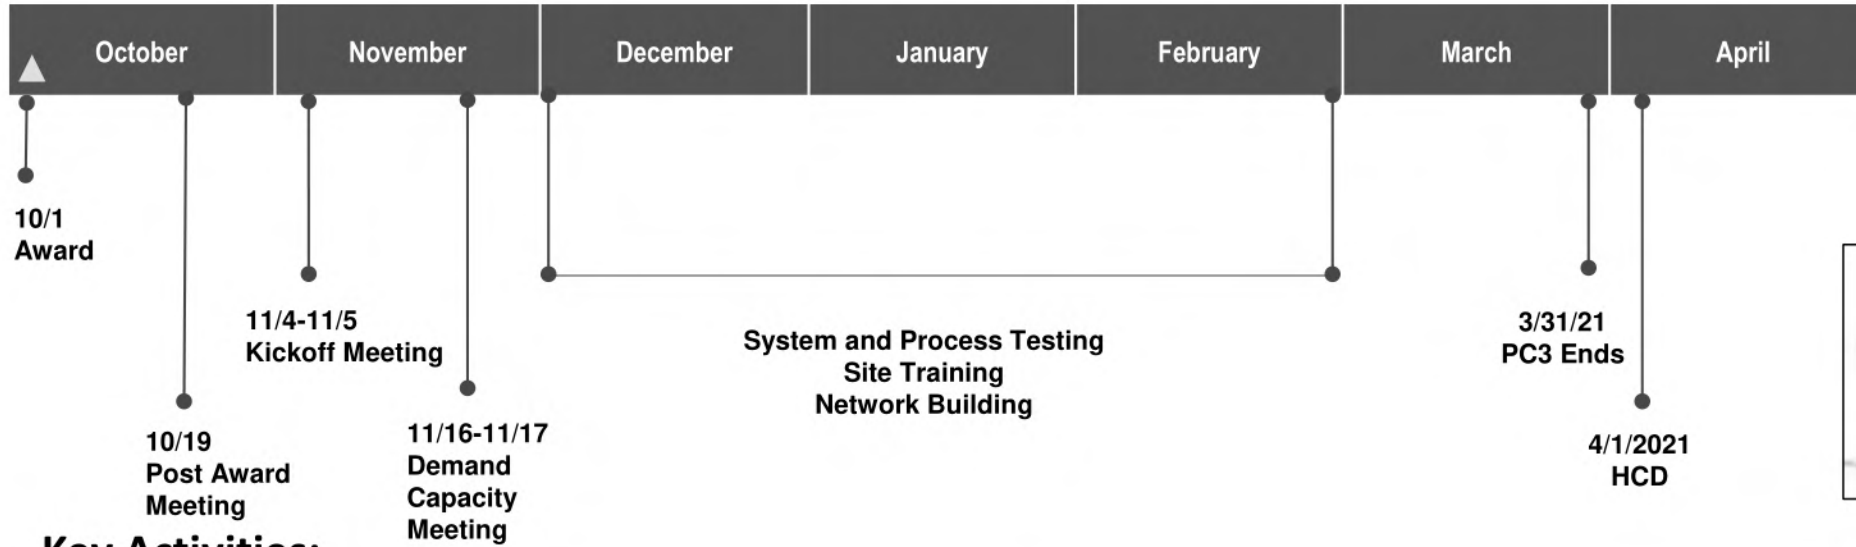 October
November
December
January
February
March
April
10/1
Award
10/19
Post Award
Meeting
11/4-11/5
Kickoff Meeting
11/16-11/17
Demand
Capacity
Meeting
System and Process Testing
Site Training
Network Building
3/31/21
PC3 Ends
4/1/2021
HCD
Key Activities: